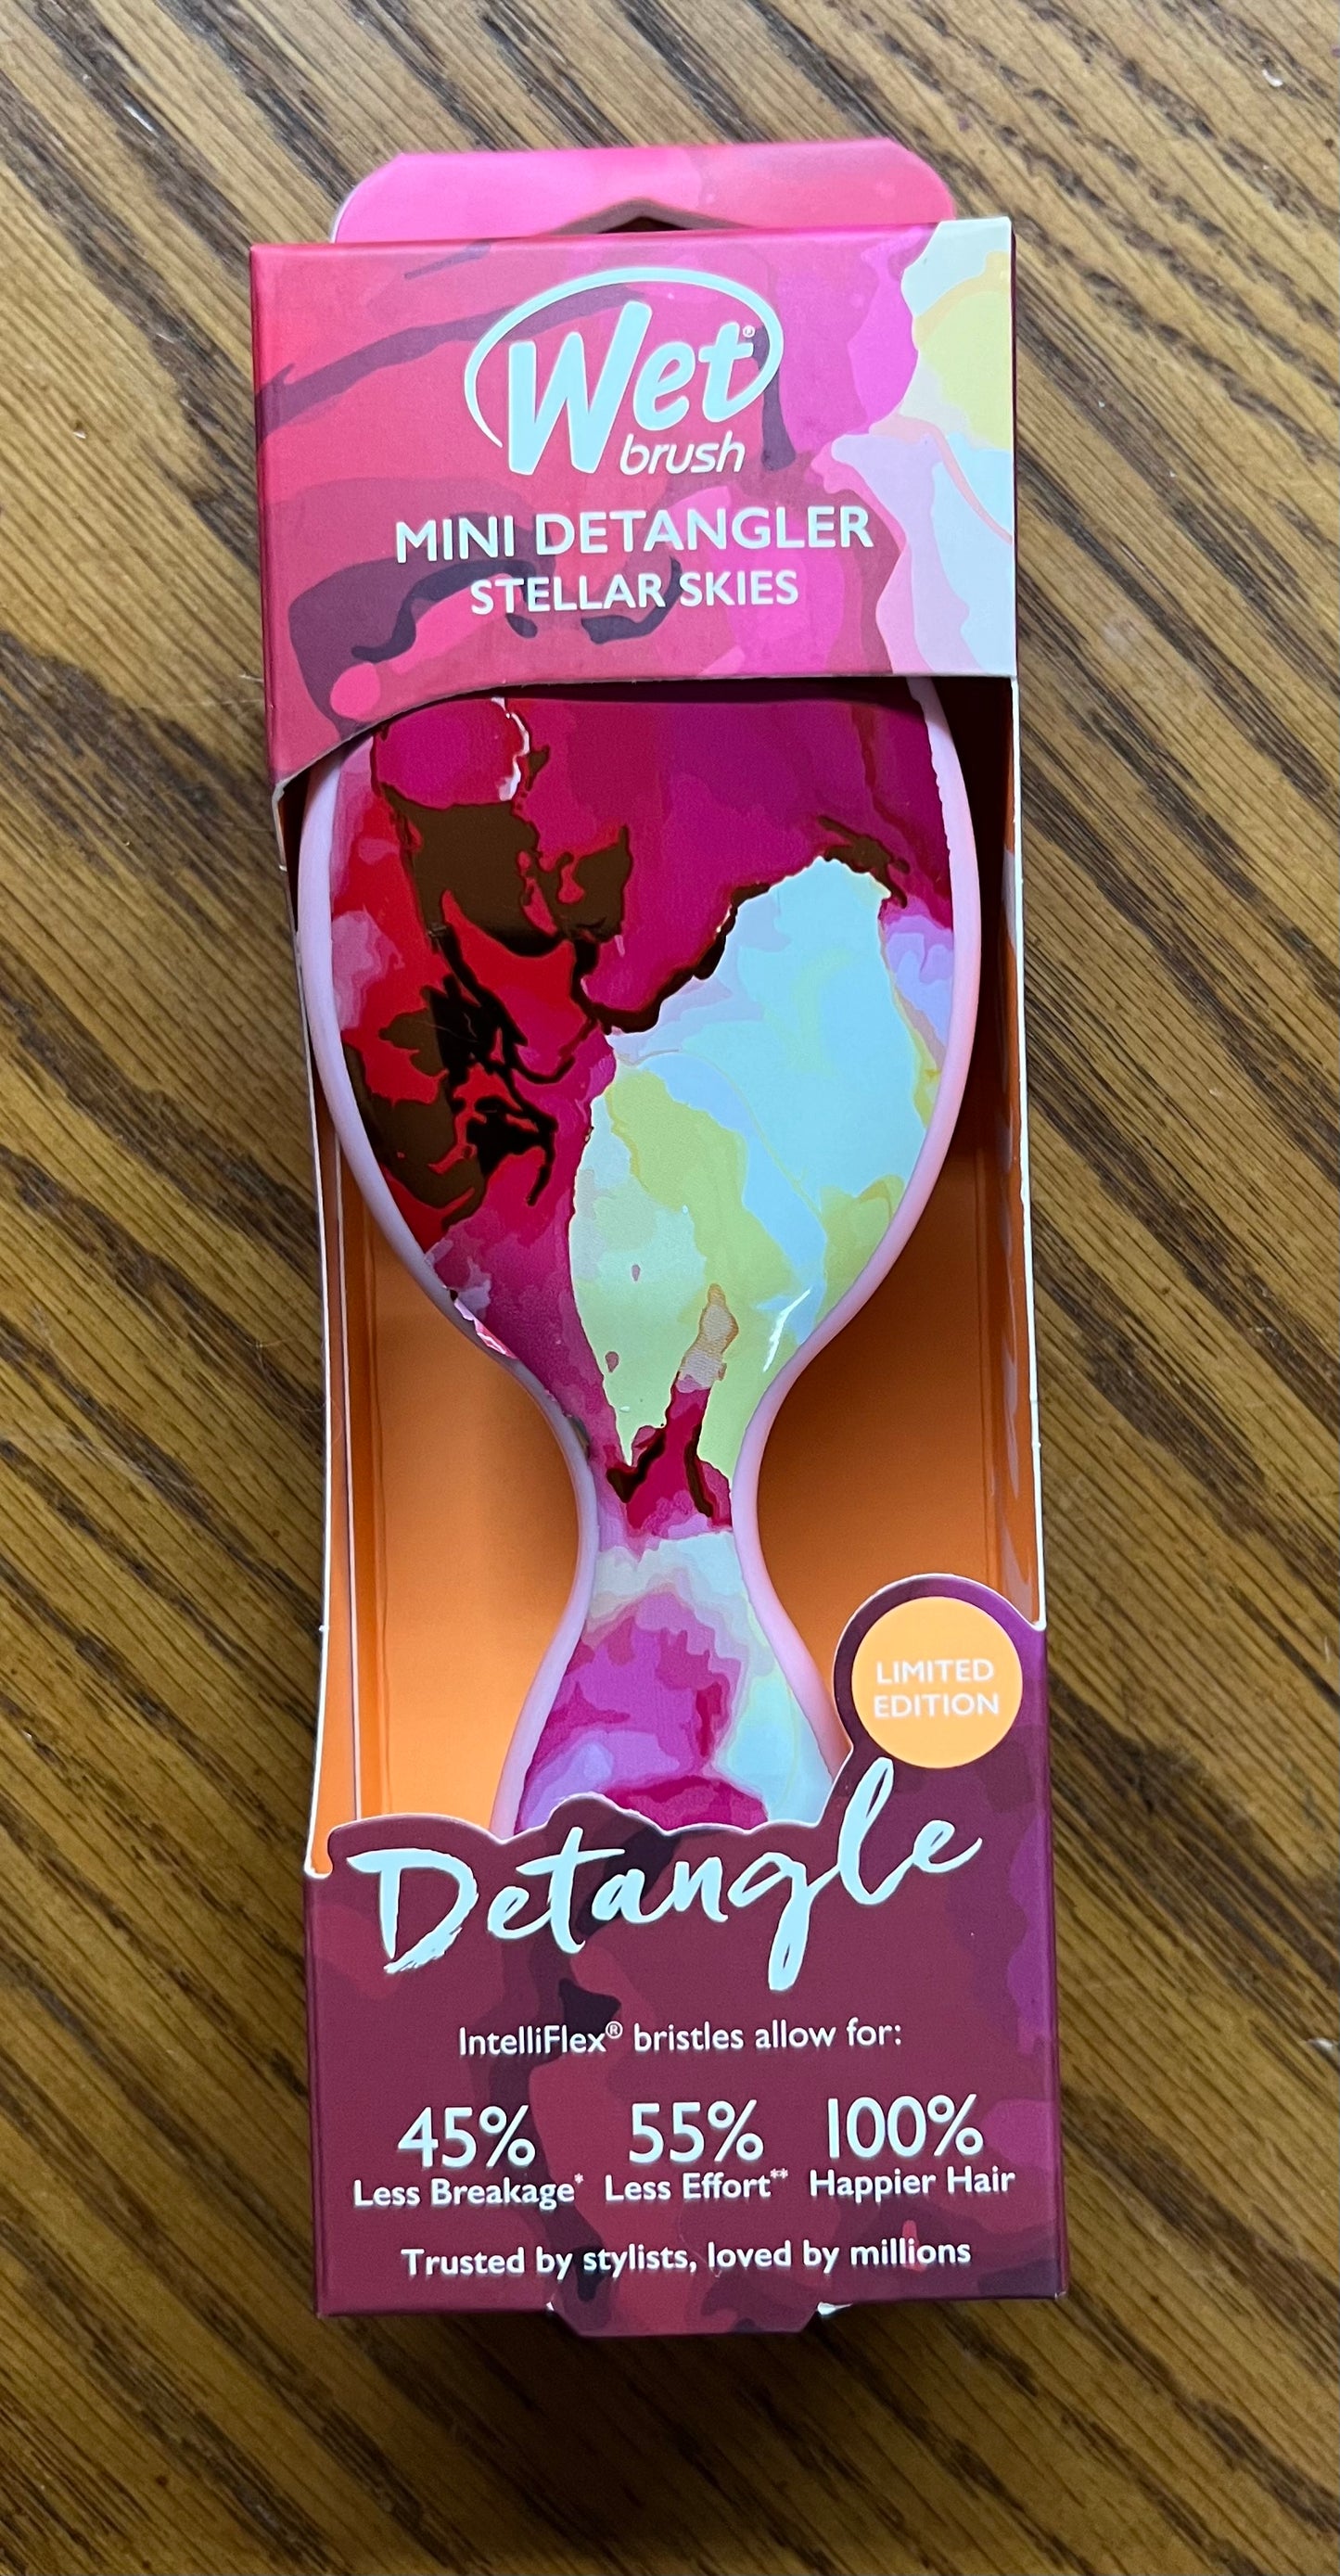 Wet®
brush
MINI DETANGLER
STELLAR SKIES
LIMITED
EDITION
Detangle
IntelliFlex® bristles allow for:
45% 55% 100%
Less Breakage* Less Effort** Happier Hair
Trusted by stylists, loved by millions